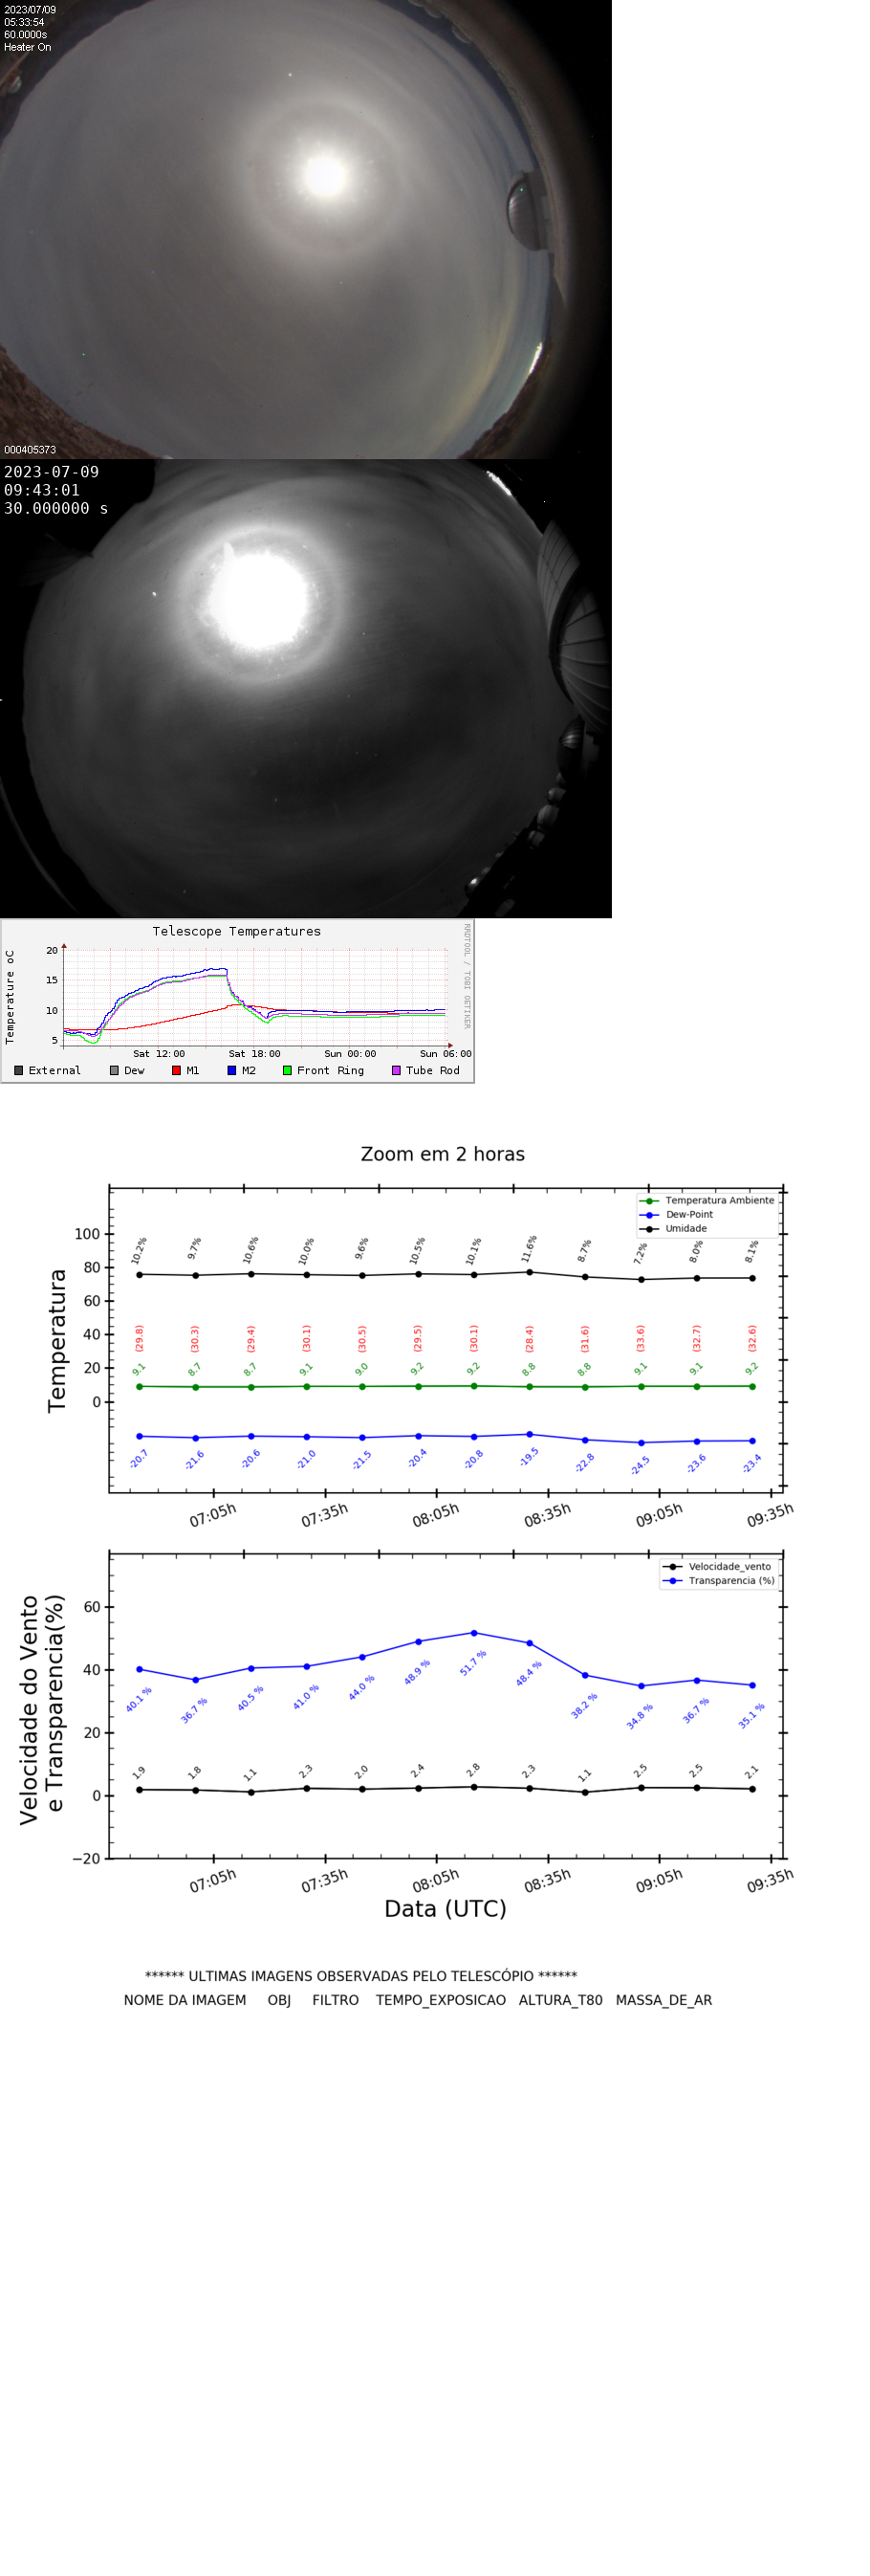 2023/07/09
05:33:54
60.0000s
Heater On
000405373
2023-07-09
09:43:01
30.000000 s
Telescope Temperatures
RRDTOOL / TOBI OETIKER
Temperature oC
20
15
10
5
Sat 12:00 Sat 18:00 Sun 00:00 Sun 06:00
External Dew M1 M2 Front Ring Tube Rod
Zoom em 2 horas
Temperatura
Temperatura Ambiente
Dew-Point
Umidade
100
80
60
40
20
0
10.2% 9.7% 10.6% 10.0% 9.6% 10.5% 10.1% 11.6% 8.7% 7.2% 8.0% 8.1%
(29.8) (30.3) (29.4) (30.1) (30.5) (29.5) (30.1) (28.4) (31.6) (33.6) (32.7) (32.6)
9.1 8.7 8.7 9.1 9.0 9.2 9.2 8.8 8.8 9.1 9.1 9.2
-20.7 -21.6 -20.6 -21.0 -21.5 -20.4 -20.8 -19.5 -22.8 -24.5 -23.6 -23.4
07:05h 07:35h 08:05h 08:35h 09:05h 09:35h
Velocidade do Vento
e Transparencia(%)
Velocidade_vento
Transparencia (%)
60
40
20
0
−20
40.1 % 36.7 % 40.5 % 41.0 % 44.0 % 48.9 % 51.7 % 48.4 % 38.2 % 34.8 % 36.7 % 35.1 %
1.9 1.8 1.1 2.3 2.0 2.4 2.8 2.3 1.1 2.5 2.5 2.1
07:05h 07:35h 08:05h 08:35h 09:05h 09:35h
Data (UTC)
****** ULTIMAS IMAGENS OBSERVADAS PELO TELESCÓPIO ******
NOME DA IMAGEM OBJ FILTRO TEMPO_EXPOSICAO ALTURA_T80 MASSA_DE_AR